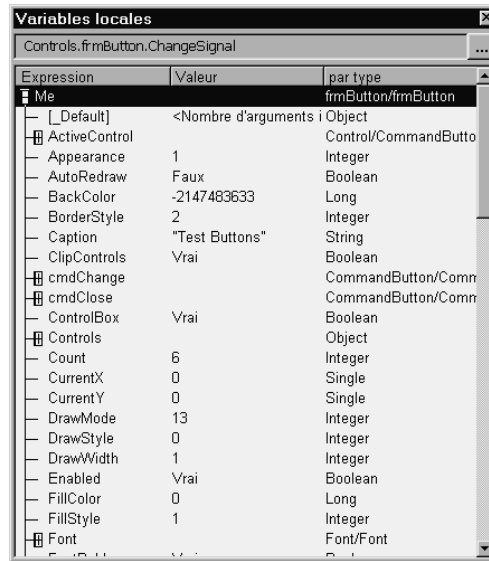 Variables locales
Controls.frmButton.ChangeSignal
...
Expression Valeur par type
Me frmButton/frmButton
[_Default] <Nombre d'arguments i Object
ActiveControl Control/CommandButto
Appearance 1 Integer
AutoRedraw Faux Boolean
BackColor -2147483633 Long
BorderStyle 2 Integer
Caption "Test Buttons" String
ClipControls Vrai Boolean
cmdChange CommandButton/Comm
cmdClose CommandButton/Comm
ControlBox Vrai Boolean
Controls Object
Count 6 Integer
CurrentX 0 Single
CurrentY 0 Single
DrawMode 13 Integer
DrawStyle 0 Integer
DrawWidth 1 Integer
Enabled Vrai Boolean
FillColor 0 Long
FillStyle 1 Integer
Font Font/Font